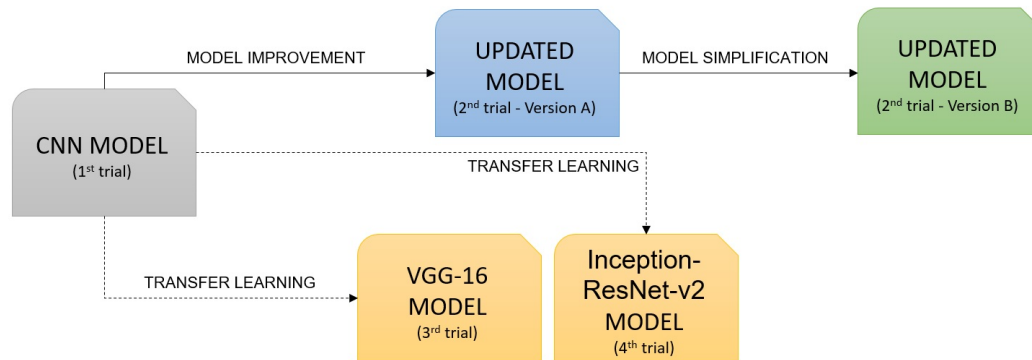 MODEL IMPROVEMENT
UPDATED
MODEL
(2nd trial - Version A)
MODEL SIMPLIFICATION
UPDATED
MODEL
(2nd trial - Version B)
CNN MODEL
(1st trial)
TRANSFER LEARNING
TRANSFER LEARNING
VGG-16
MODEL
(3rd trial)
Inception-
ResNet-v2
MODEL
(4th trial)